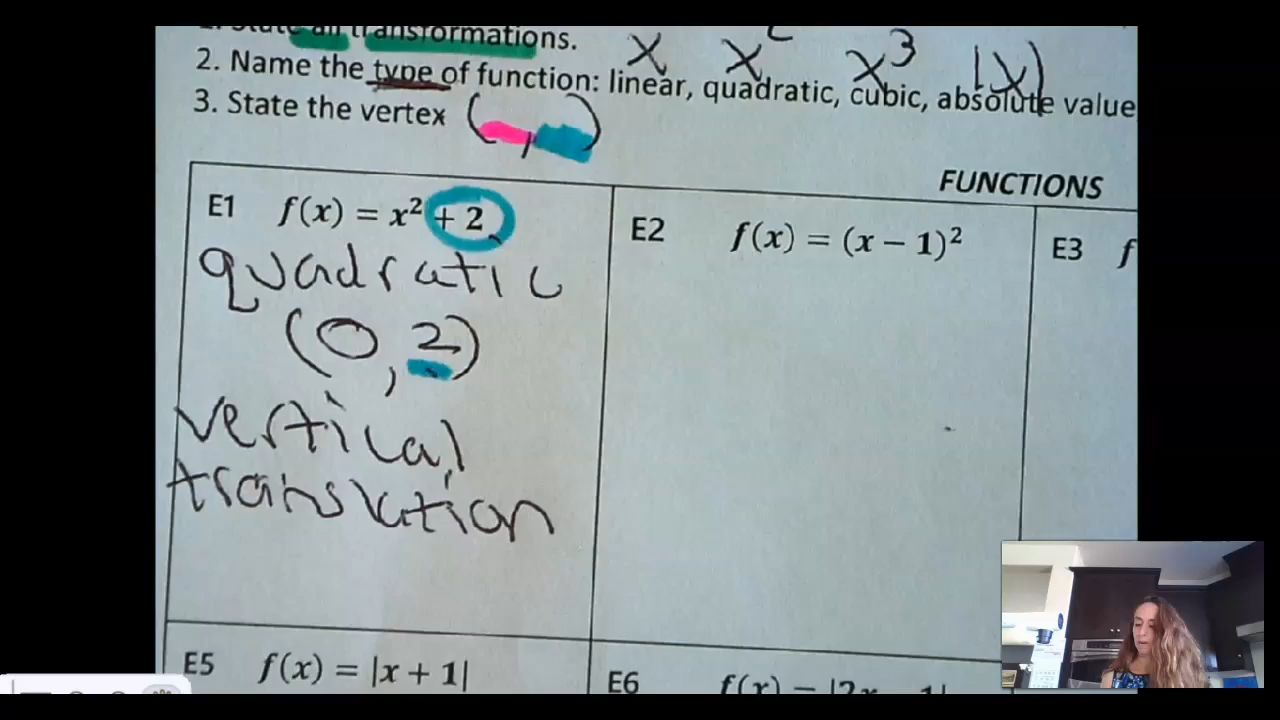 1. State all transformations.
x x² x³ |x|
2. Name the type of function: linear, quadratic, cubic, absolute value
3. State the vertex ( , )
FUNCTIONS
E1 f(x) = x² + 2
quadratic
(0, 2)
vertical
translation
E2 f(x) = (x − 1)²
E3 f
E5 f(x) = |x + 1|
E6